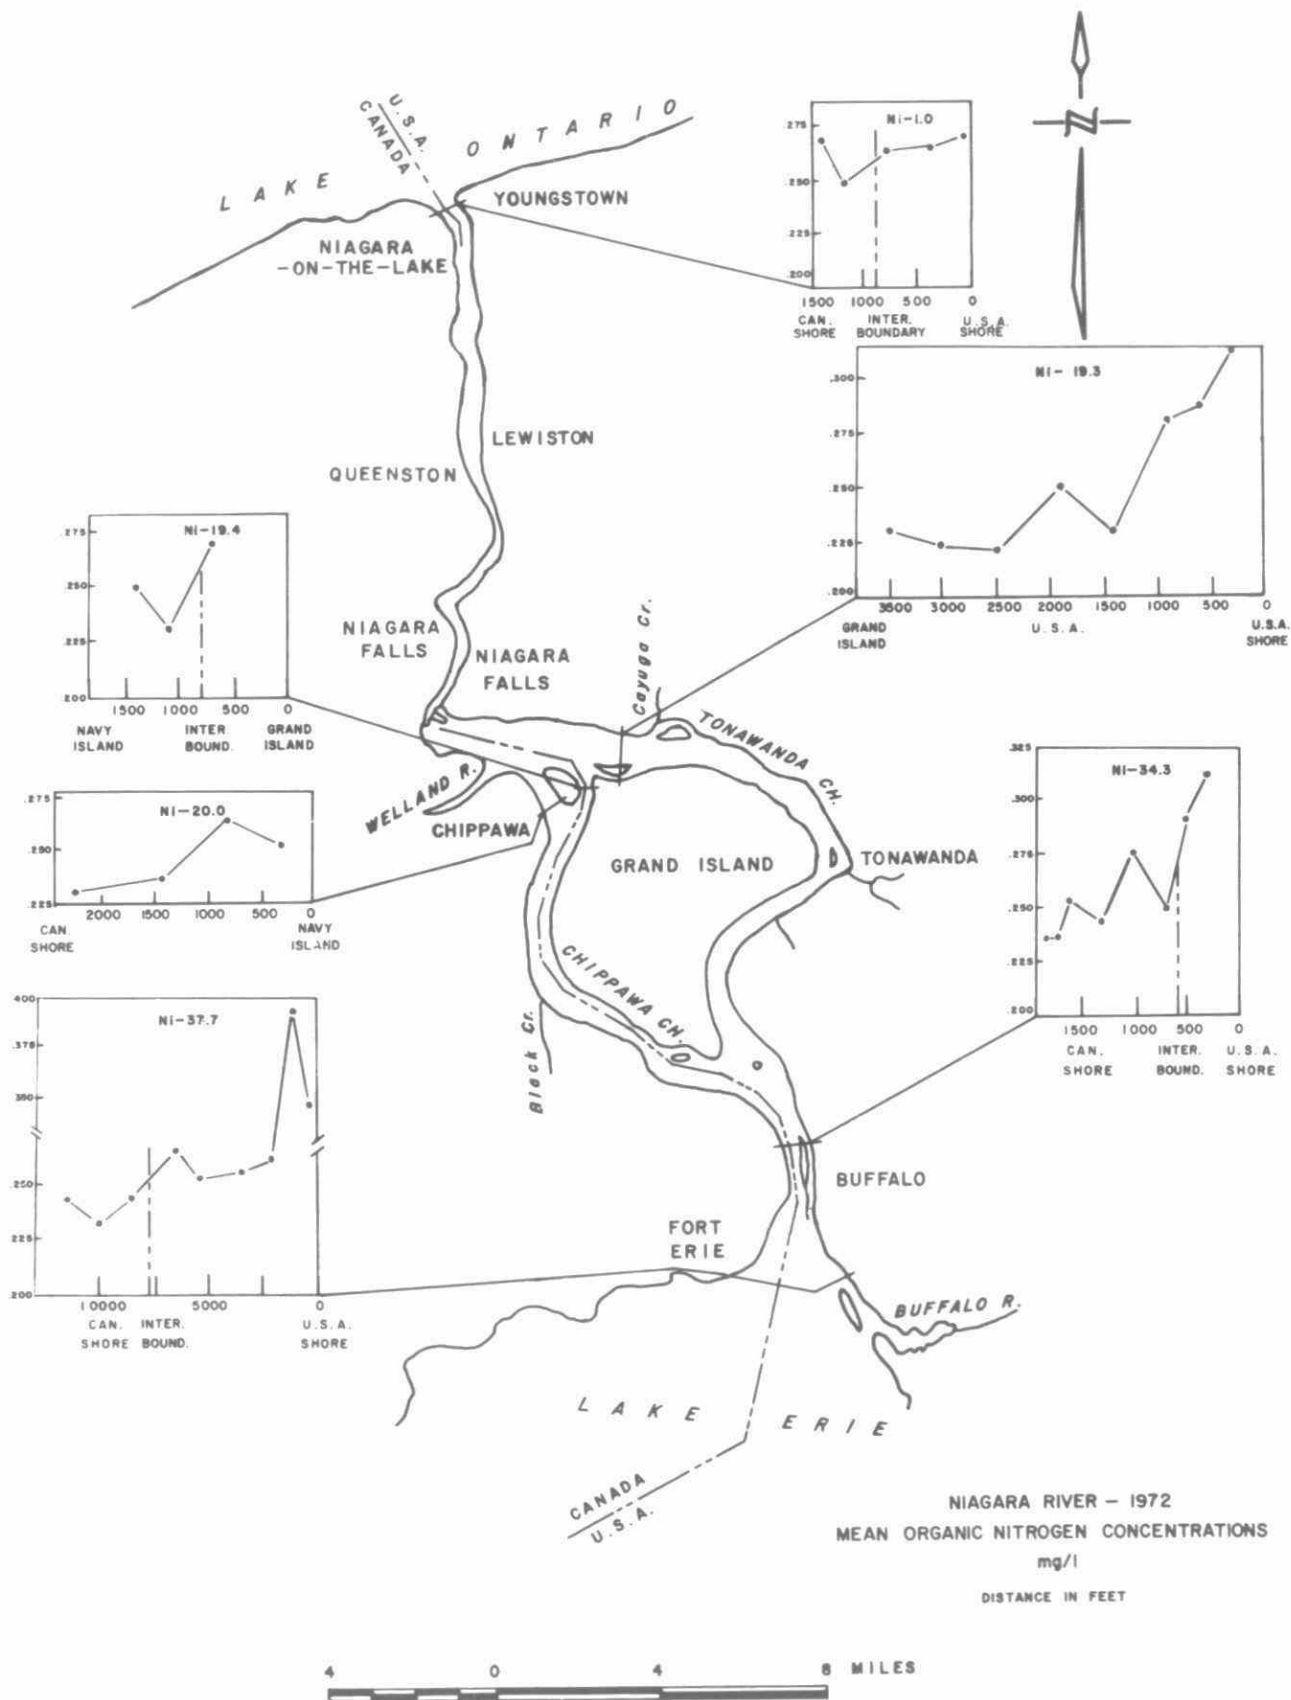 U.S.A.
CANADA
LAKE ONTARIO
YOUNGSTOWN
NIAGARA
-ON-THE-LAKE
N
Ni-1.0
.275
.250
.225
.200
1500 1000 500 0
CAN. INTER. U.S.A.
SHORE BOUNDARY SHORE
Ni-19.3
.300
.275
.250
.225
.200
3500 3000 2500 2000 1500 1000 500 0
GRAND U.S.A. U.S.A.
ISLAND SHORE
LEWISTON
QUEENSTON
Ni-19.4
.275
.250
.225
.200
1500 1000 500 0
NAVY INTER GRAND
ISLAND BOUND. ISLAND
NIAGARA
FALLS
NIAGARA
FALLS
Cayuga Cr.
TONAWANDA CH.
WELLAND R.
CHIPPAWA
GRAND ISLAND
TONAWANDA
Ni-20.0
.275
.250
.225
2000 1500 1000 500 0
CAN. NAVY
SHORE ISLAND
Ni-34.3
.325
.300
.275
.250
.225
.200
1500 1000 500 0
CAN. INTER. U.S.A.
SHORE BOUND. SHORE
CHIPPAWA CH.
Black Cr.
Ni-37.7
.400
.375
.350
.250
.225
.200
10000 5000 0
CAN. INTER. U.S.A.
SHORE BOUND. SHORE
BUFFALO
FORT
ERIE
BUFFALO R.
LAKE ERIE
CANADA
U.S.A.
NIAGARA RIVER – 1972
MEAN ORGANIC NITROGEN CONCENTRATIONS
mg/l
DISTANCE IN FEET
4 0 4 8 MILES